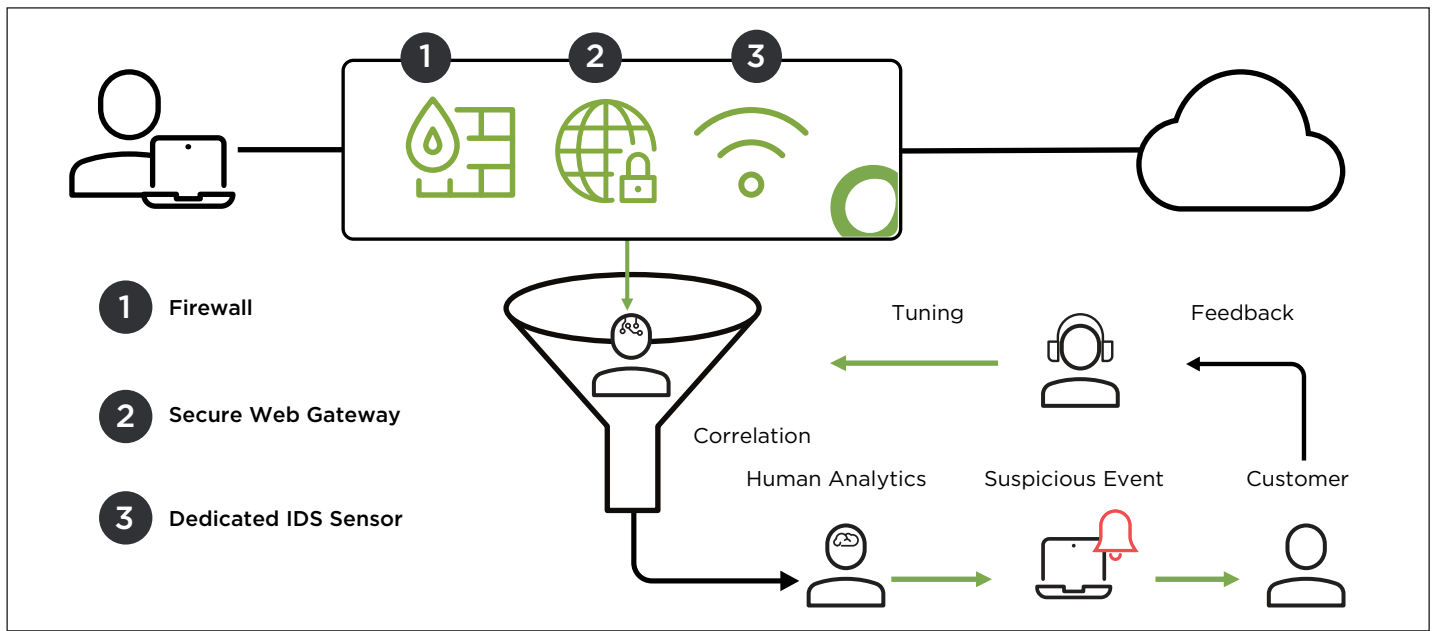 1
2
3
1 Firewall
2 Secure Web Gateway
3 Dedicated IDS Sensor
Tuning
Feedback
Correlation
Human Analytics
Suspicious Event
Customer